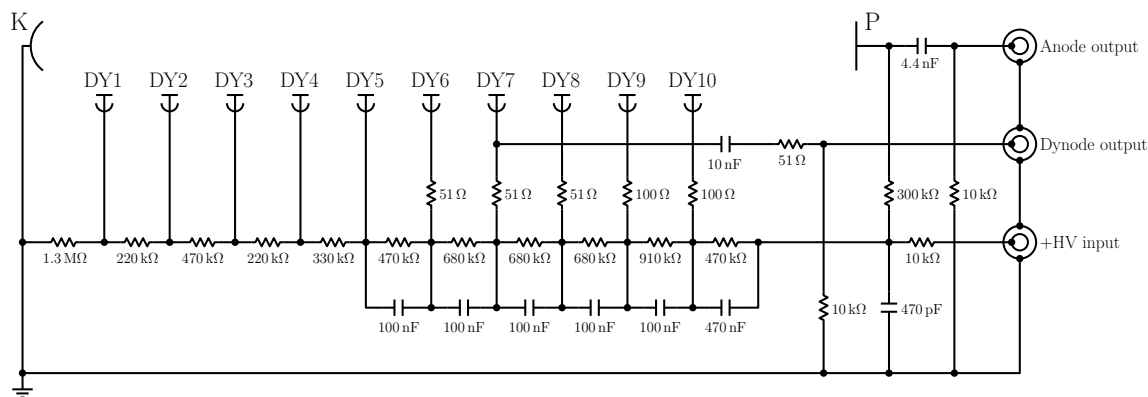 K
P
Anode output
4.4 nF
DY1 DY2 DY3 DY4 DY5 DY6 DY7 DY8 DY9 DY10
Dynode output
10 nF 51 Ω
51 Ω 51 Ω 51 Ω 100 Ω 100 Ω 300 kΩ 10 kΩ
+HV input
1.3 MΩ 220 kΩ 470 kΩ 220 kΩ 330 kΩ 470 kΩ 680 kΩ 680 kΩ 680 kΩ 910 kΩ 470 kΩ 10 kΩ
10 kΩ 470 pF
100 nF 100 nF 100 nF 100 nF 100 nF 470 nF